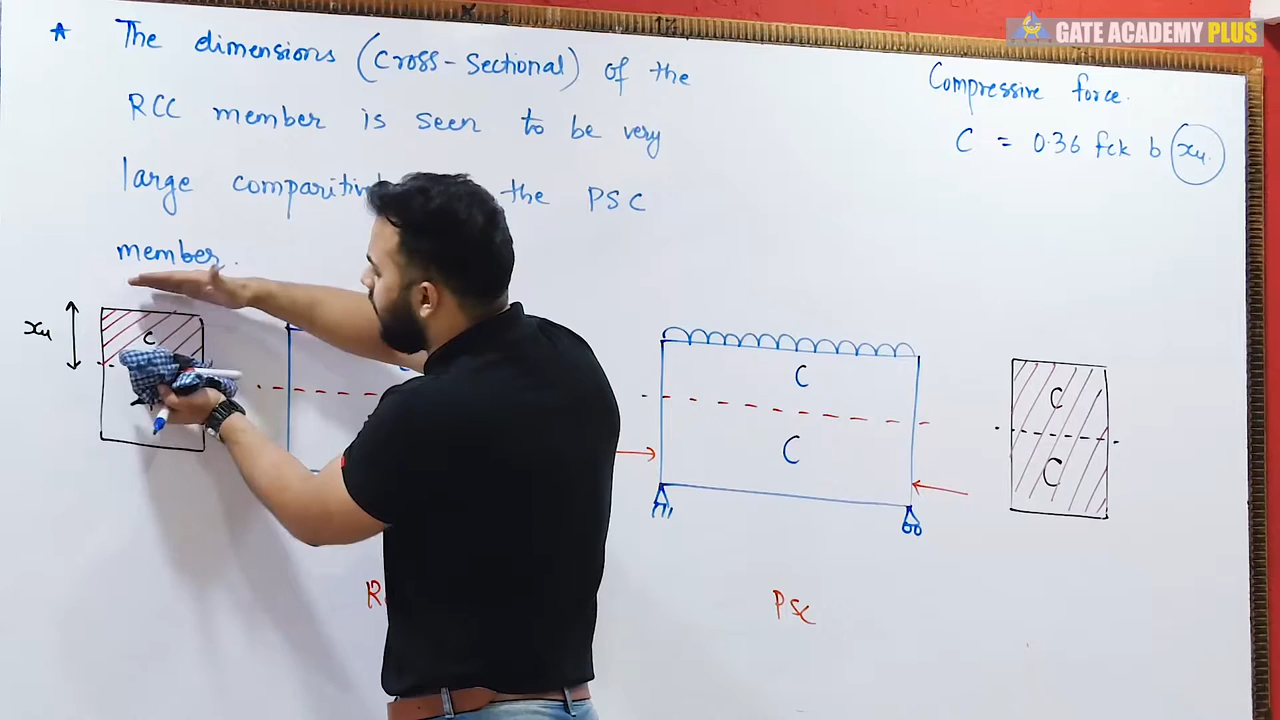 GATE ACADEMY PLUS
* The dimensions (Cross-Sectional) of the
RCC member is seen to be very
large the PSC
member.
Compressive force.
C = 0.36 fck b xu.
xu
C
C
C
C
C
PSC